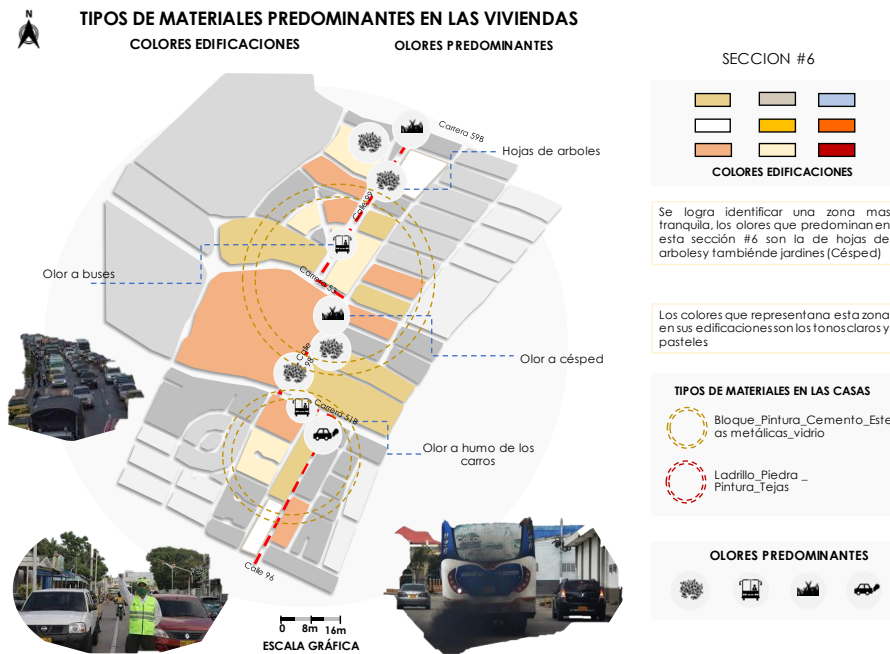 N
TIPOS DE MATERIALES PREDOMINANTES EN LAS VIVIENDAS
COLORES EDIFICACIONES
OLORES PREDOMINANTES
Carrera 59B
Hojas de arboles
Calle 99
Olor a buses
Carrera 53
Olor a césped
Calle 98
Carrera 51B
Olor a humo de los
carros
Calle 96
0 8m 16m
ESCALA GRÁFICA
SECCION #6
COLORES EDIFICACIONES
Se logra identificar una zona mas
tranquila, los olores que predominan en
esta sección #6 son la de hojas de
arboles y también de jardines (Césped)
Los colores que representan a esta zona
en sus edificaciones son los tonos claros y
pasteles
TIPOS DE MATERIALES EN LAS CASAS
Bloque_Pintura_Cemento_Este
as metálicas_vidrio
Ladrillo_Piedra _
Pintura_Tejas
OLORES PREDOMINANTES